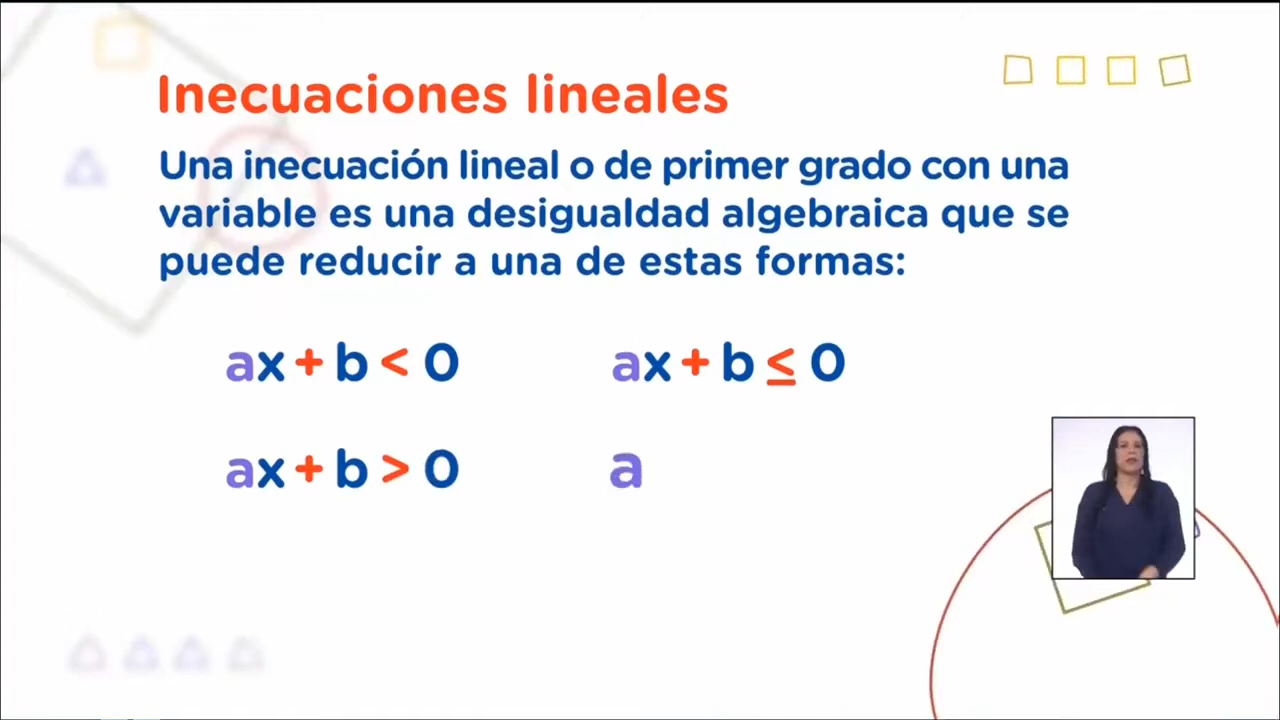 Inecuaciones lineales
Una inecuación lineal o de primer grado con una
variable es una desigualdad algebraica que se
puede reducir a una de estas formas:
ax + b < 0
ax + b ≤ 0
ax + b > 0
a